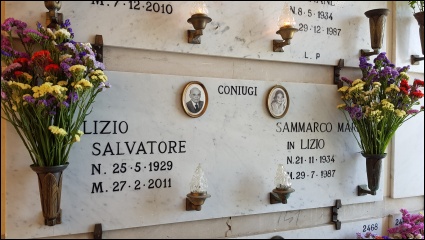 M. 7-12-2010
N. 8-5-1934
M. 29-12-1987
L. P
CONIUGI
LIZIO
SALVATORE
N. 25-5-1929
M. 27-2-2011
SAMMARCO MAR
IN LIZIO
N. 21-11-1934
M. 29-7-1987
2468